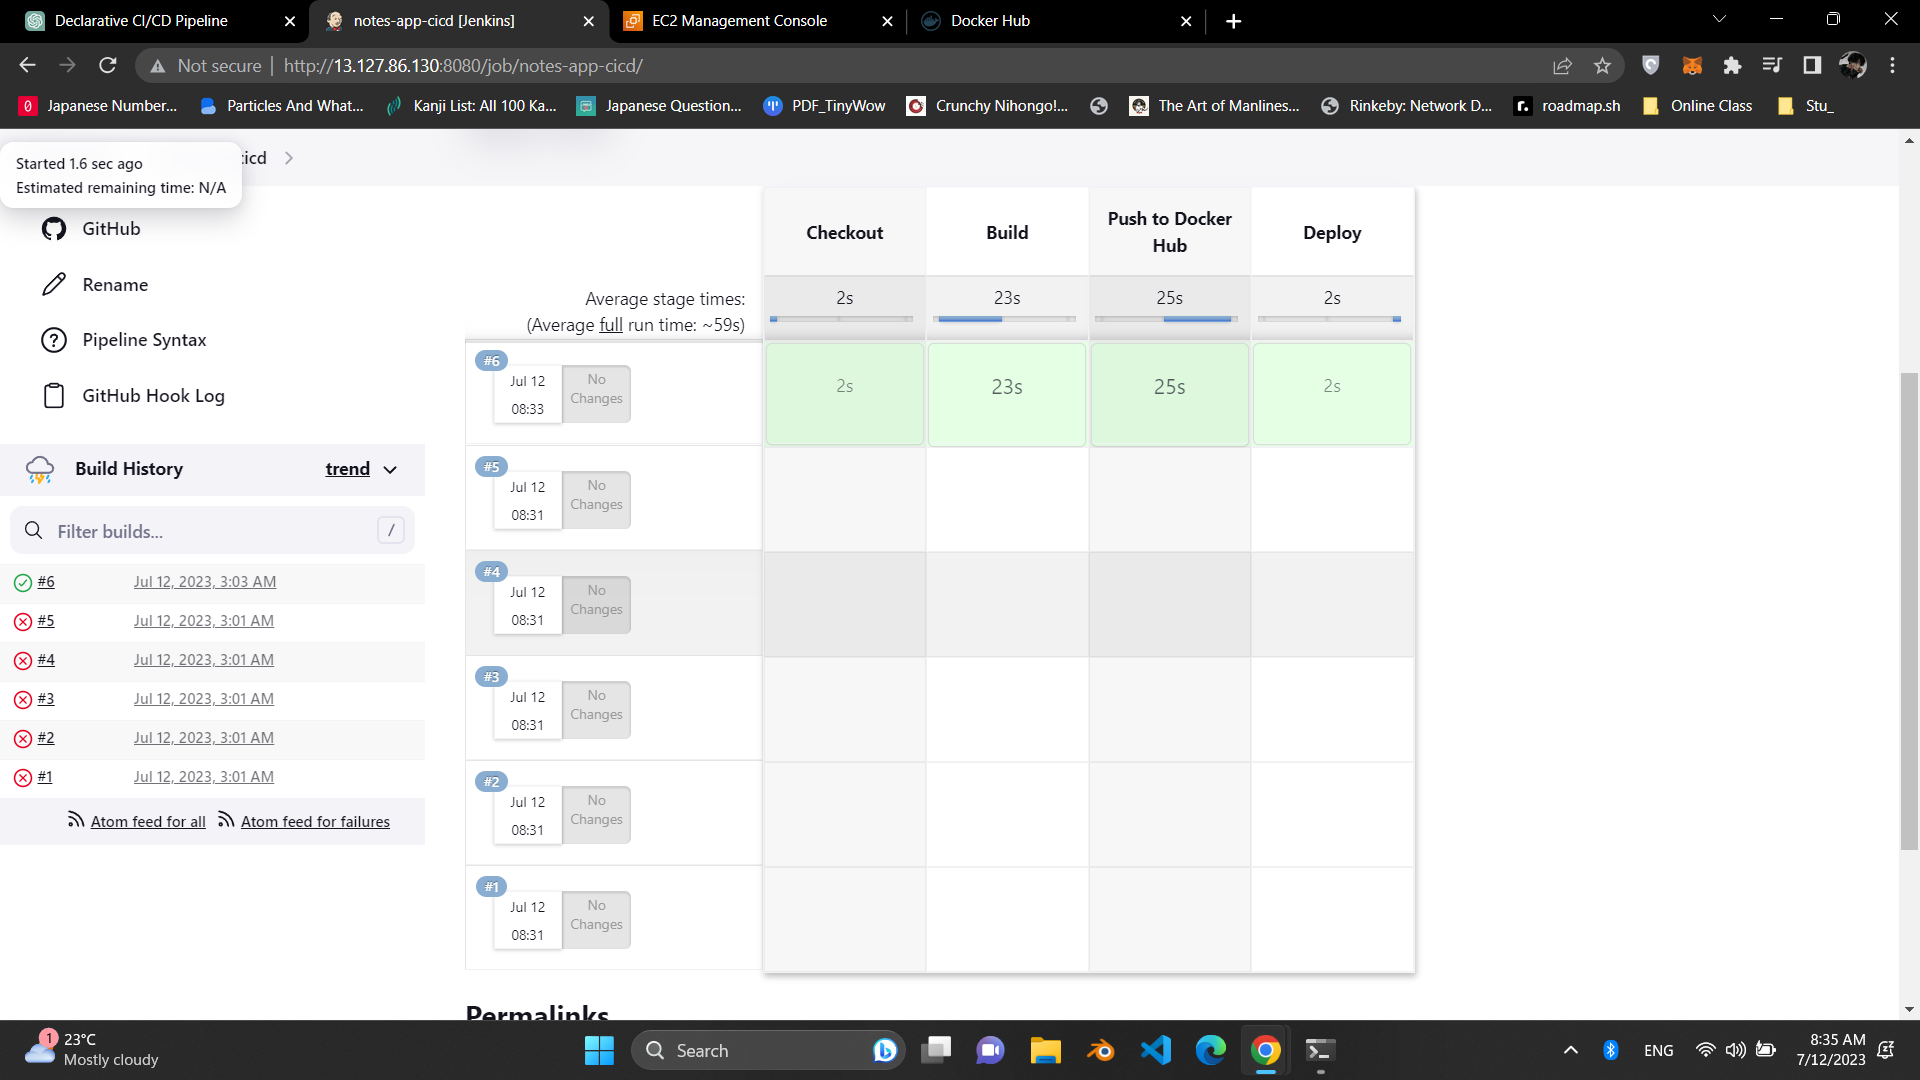 Declarative CI/CD Pipeline
notes-app-cicd [Jenkins]
EC2 Management Console
Docker Hub
Not secure
http://13.127.86.130:8080/job/notes-app-cicd/
0 Japanese Number...
Particles And What...
Kanji List: All 100 Ka...
Japanese Question...
PDF_TinyWow
Crunchy Nihongo!...
The Art of Manlines...
Rinkeby: Network D...
r. roadmap.sh
Online Class
Stu_
Started 1.6 sec ago
Estimated remaining time: N/A
cicd
GitHub
Rename
Pipeline Syntax
GitHub Hook Log
Build History
trend
Filter builds...
/
#6 Jul 12, 2023, 3:03 AM
#5 Jul 12, 2023, 3:01 AM
#4 Jul 12, 2023, 3:01 AM
#3 Jul 12, 2023, 3:01 AM
#2 Jul 12, 2023, 3:01 AM
#1 Jul 12, 2023, 3:01 AM
Atom feed for all
Atom feed for failures
Checkout
Build
Push to Docker
Hub
Deploy
Average stage times:
(Average full run time: ~59s)
2s
23s
25s
2s
#6
Jul 12
08:33
No
Changes
2s
23s
25s
2s
#5
Jul 12
08:31
No
Changes
#4
Jul 12
08:31
No
Changes
#3
Jul 12
08:31
No
Changes
#2
Jul 12
08:31
No
Changes
#1
Jul 12
08:31
No
Changes
Permalinks
1
23°C
Mostly cloudy
Search
ENG
8:35 AM
7/12/2023